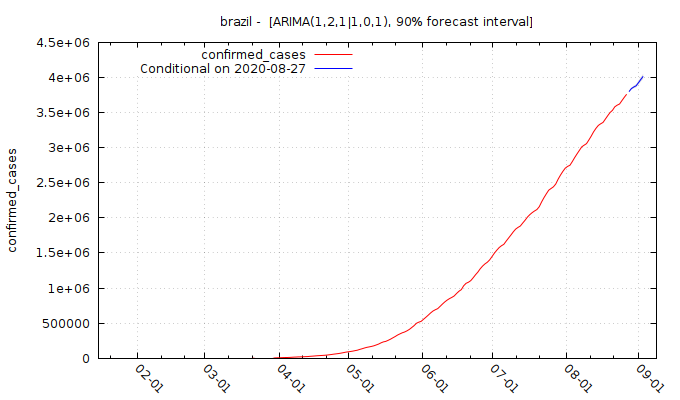 brazil -  [ARIMA(1,2,1|1,0,1), 90% forecast interval]
4.5e+06
confirmed_cases
Conditional on 2020-08-27
4e+06
3.5e+06
3e+06
2.5e+06
2e+06
1.5e+06
1e+06
500000
0
confirmed_cases
02-01
03-01
04-01
05-01
06-01
07-01
08-01
09-01